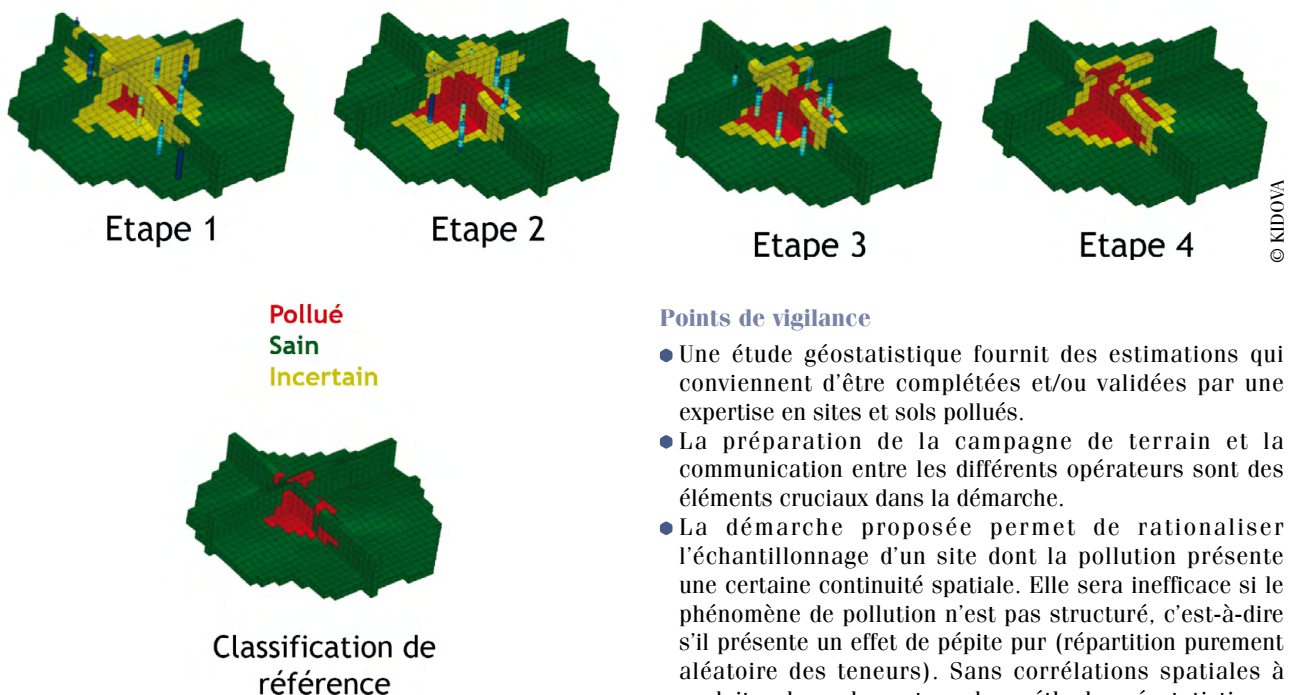 Etape 1
Etape 2
Etape 3
Etape 4
© KIDOVA
Pollué
Sain
Incertain
Classification de
référence
Points de vigilance
Une étude géostatistique fournit des estimations qui
conviennent d'être complétées et/ou validées par une
expertise en sites et sols pollués.
La préparation de la campagne de terrain et la
communication entre les différents opérateurs sont des
éléments cruciaux dans la démarche.
La démarche proposée permet de rationaliser
l'échantillonnage d'un site dont la pollution présente
une certaine continuité spatiale. Elle sera inefficace si le
phénomène de pollution n'est pas structuré, c'est-à-dire
s'il présente un effet de pépite pur (répartition purement
aléatoire des teneurs). Sans corrélations spatiales à